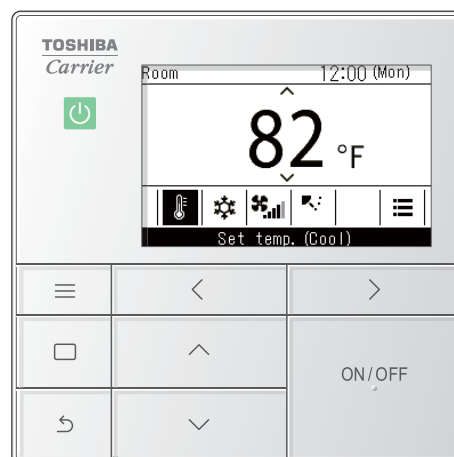 TOSHIBA
Carrier
Room 12:00 (Mon)
82 °F
Set temp. (Cool)
ON/OFF